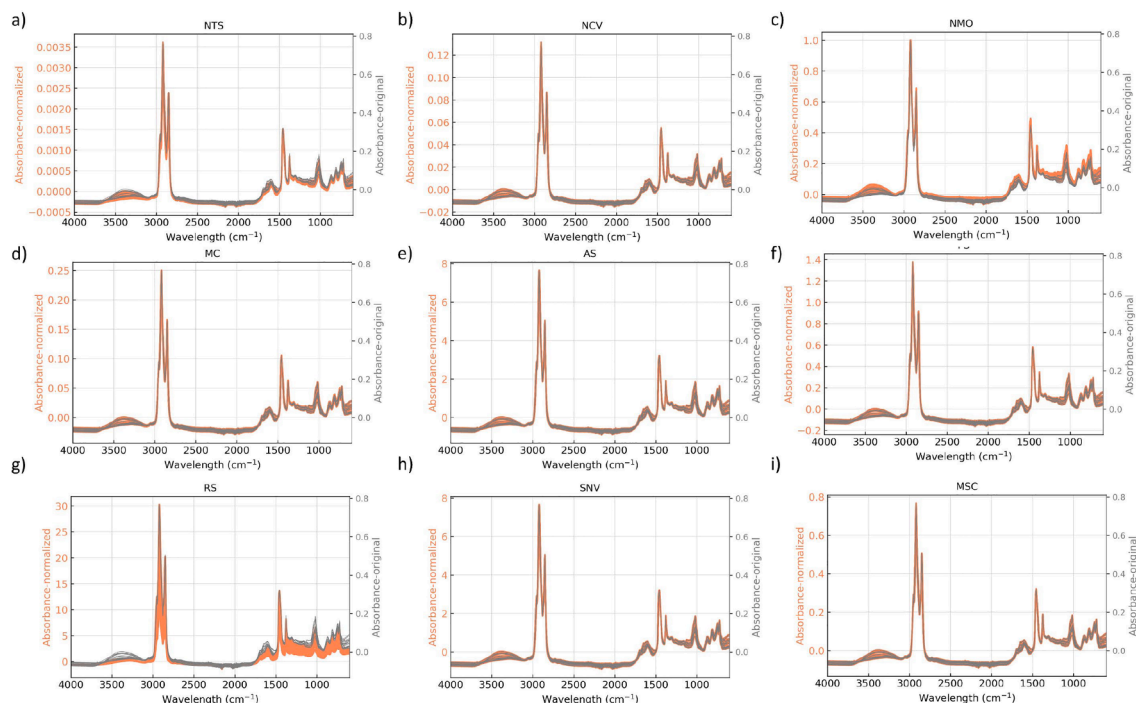 a) NTS
Absorbance-normalized
0.0035
0.0030
0.0025
0.0020
0.0015
0.0010
0.0005
0.0000
−0.0005
0.8
0.6
0.4
0.2
0.0
Absorbance-original
4000 3500 3000 2500 2000 1500 1000
Wavelength (cm⁻¹)
b) NCV
Absorbance-normalized
0.12
0.10
0.08
0.06
0.04
0.02
0.00
−0.02
0.8
0.6
0.4
0.2
0.0
Absorbance-original
4000 3500 3000 2500 2000 1500 1000
Wavelength (cm⁻¹)
c) NMO
Absorbance-normalized
1.0
0.8
0.6
0.4
0.2
0.0
0.8
0.6
0.4
0.2
0.0
Absorbance-original
4000 3500 3000 2500 2000 1500 1000
Wavelength (cm⁻¹)
d) MC
Absorbance-normalized
0.25
0.20
0.15
0.10
0.05
0.00
0.8
0.6
0.4
0.2
0.0
Absorbance-original
4000 3500 3000 2500 2000 1500 1000
Wavelength (cm⁻¹)
e) AS
Absorbance-normalized
8
6
4
2
0
0.8
0.6
0.4
0.2
0.0
Absorbance-original
4000 3500 3000 2500 2000 1500 1000
Wavelength (cm⁻¹)
f)
Absorbance-normalized
1.4
1.2
1.0
0.8
0.6
0.4
0.2
0.0
−0.2
0.8
0.6
0.4
0.2
0.0
Absorbance-original
4000 3500 3000 2500 2000 1500 1000
Wavelength (cm⁻¹)
g) RS
Absorbance-normalized
30
25
20
15
10
5
0
0.8
0.6
0.4
0.2
0.0
Absorbance-original
4000 3500 3000 2500 2000 1500 1000
Wavelength (cm⁻¹)
h) SNV
Absorbance-normalized
8
6
4
2
0
0.8
0.6
0.4
0.2
0.0
Absorbance-original
4000 3500 3000 2500 2000 1500 1000
Wavelength (cm⁻¹)
i) MSC
Absorbance-normalized
0.8
0.6
0.4
0.2
0.0
0.8
0.6
0.4
0.2
0.0
Absorbance-original
4000 3500 3000 2500 2000 1500 1000
Wavelength (cm⁻¹)